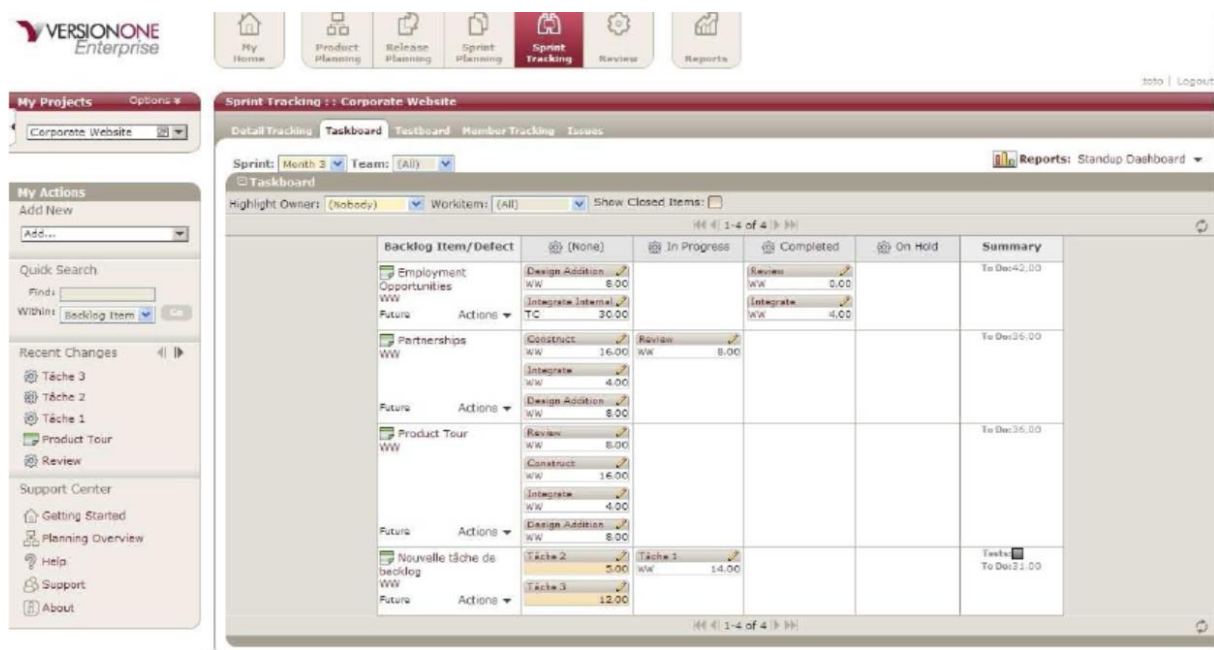 VERSIONONE
Enterprise
My Home
Product Planning
Release Planning
Sprint Planning
Sprint Tracking
Review
Reports
toto | Logout
My Projects Options
Corporate Website
Sprint Tracking :: Corporate Website
Detail Tracking Taskboard Testboard Member Tracking Issues
Sprint: Month 3 Team: (All)
Reports: Standup Dashboard
Taskboard
Highlight Owner: (Nobody) Workitem: (All) Show Closed Items:
1-4 of 4
My Actions
Add New
Add...
Quick Search
Find:
Within: Backlog Item Go
Recent Changes
Tâche 3
Tâche 2
Tâche 1
Product Tour
Review
Support Center
Getting Started
Planning Overview
Help
Support
About
Backlog Item/Defect (None) In Progress Completed On Hold Summary
Employment Opportunities
WW
Future Actions
Design Addition
WW 8.00
Integrate Internal
TC 30.00
Review
WW 0.00
Integrate
WW 4.00
To Do:42.00
Partnerships
WW
Future Actions
Construct
WW 16.00
Integrate
WW 4.00
Design Addition
WW 8.00
Review
WW 8.00
To Do:36.00
Product Tour
WW
Future Actions
Review
WW 8.00
Construct
WW 16.00
Integrate
WW 4.00
Design Addition
WW 8.00
To Do:36.00
Nouvelle tâche de backlog
WW
Future Actions
Tâche 2
5.00
Tâche 3
12.00
Tâche 1
WW 14.00
Tests:
To Do:31.00
1-4 of 4